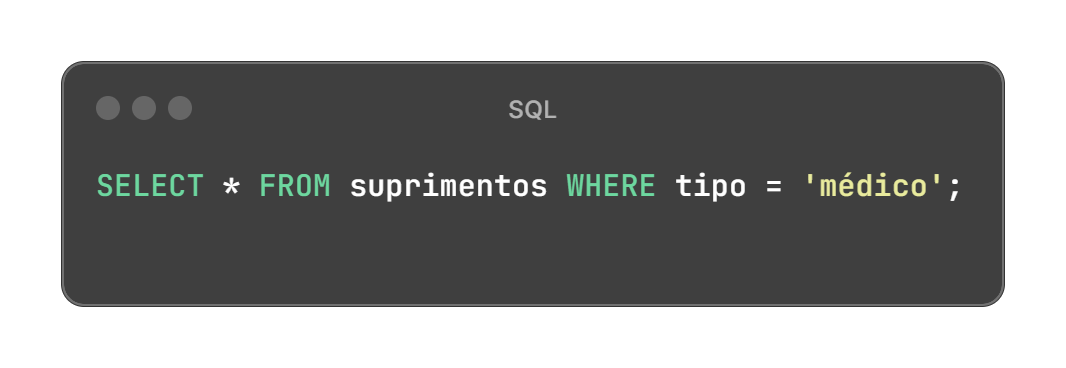 SQL
SELECT * FROM suprimentos WHERE tipo = 'médico';